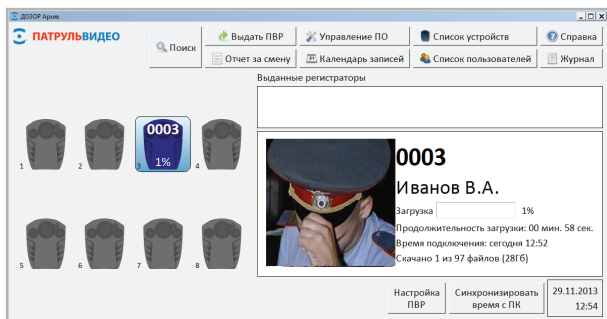 ДОЗОР Архив
ПАТРУЛЬВИДЕО
Поиск
Выдать ПВР
Управление ПО
Список устройств
Справка
Отчет за смену
Календарь записей
Список пользователей
Журнал
Выданные регистраторы
0003
1%
1
2
3
4
5
6
7
8
0003
Иванов В.А.
Загрузка 1%
Продолжительность загрузки: 00 мин. 58 сек.
Время подключения: сегодня 12:52
Скачано 1 из 97 файлов (28Гб)
Настройка
ПВР
Синхронизировать
время с ПК
29.11.2013
12:54